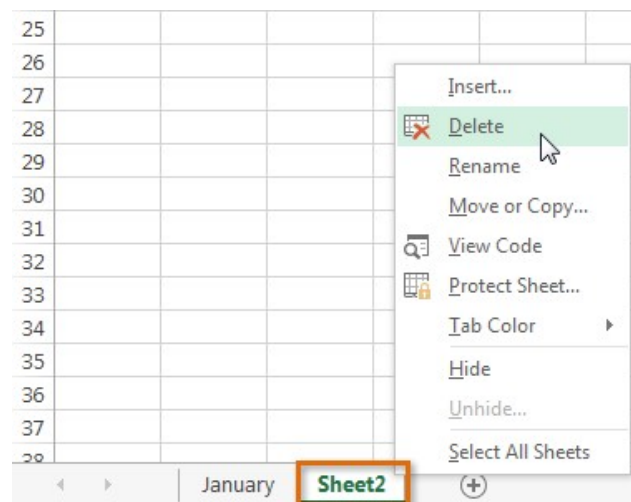 25
26
27
28
29
30
31
32
33
34
35
36
37
38
Insert...
Delete
Rename
Move or Copy...
View Code
Protect Sheet...
Tab Color
Hide
Unhide...
Select All Sheets
January Sheet2